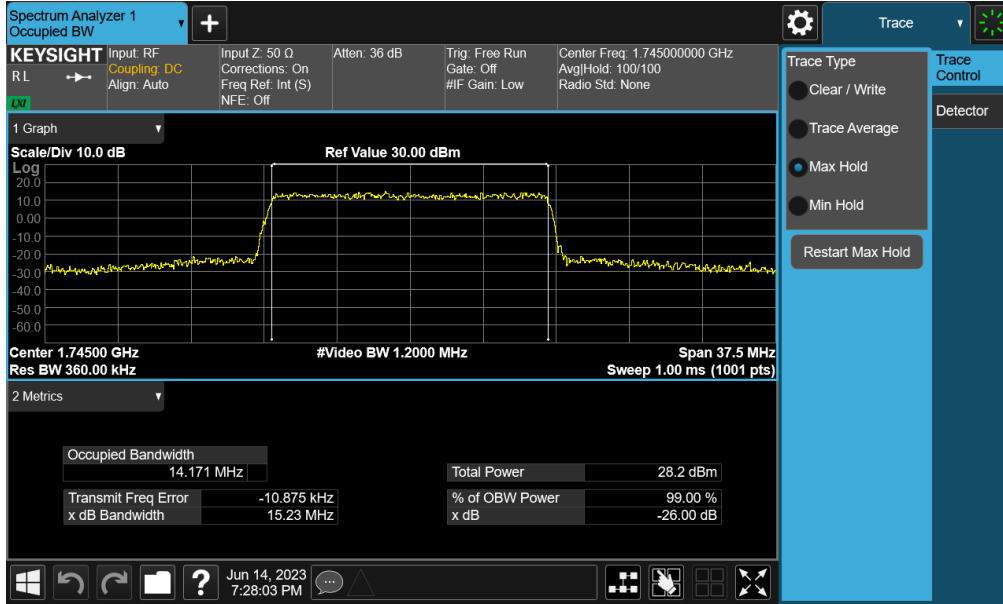 Spectrum Analyzer 1
Occupied BW
+
Trace
KEYSIGHT
R L
LXI
Input: RF
Coupling: DC
Align: Auto
Input Z: 50 Ω
Corrections: On
Freq Ref: Int (S)
NFE: Off
Atten: 36 dB
Trig: Free Run
Gate: Off
#IF Gain: Low
Center Freq: 1.745000000 GHz
Avg|Hold: 100/100
Radio Std: None
Trace Type
Clear / Write
Trace Average
Max Hold
Min Hold
Restart Max Hold
Trace
Control
Detector
1 Graph
Scale/Div 10.0 dB
Ref Value 30.00 dBm
Log
20.0
10.0
0.00
-10.0
-20.0
-30.0
-40.0
-50.0
-60.0
Center 1.74500 GHz
#Video BW 1.2000 MHz
Span 37.5 MHz
Res BW 360.00 kHz
Sweep 1.00 ms (1001 pts)
2 Metrics
Occupied Bandwidth
14.171 MHz
Total Power 28.2 dBm
Transmit Freq Error -10.875 kHz
% of OBW Power 99.00 %
x dB Bandwidth 15.23 MHz
x dB -26.00 dB
?
Jun 14, 2023
7:28:03 PM